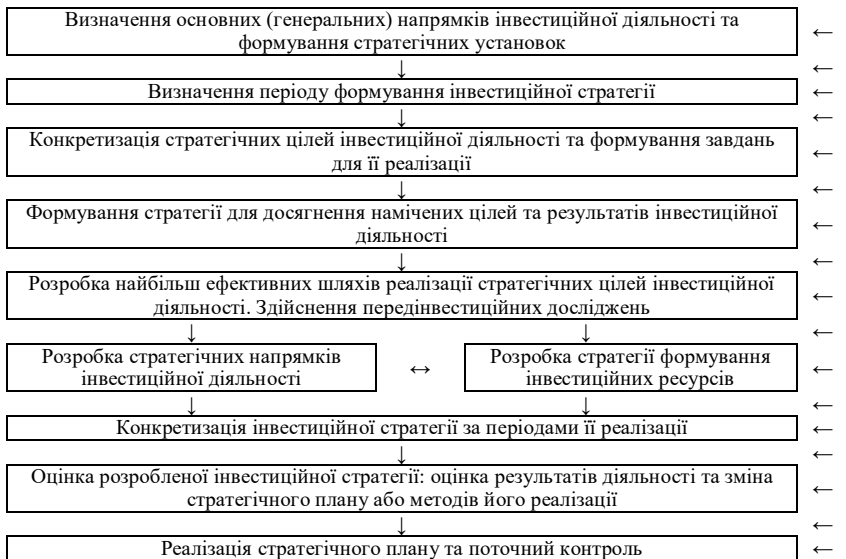 Визначення основних (генеральних) напрямків інвестиційної діяльності та
формування стратегічних установок
←
↓
←
Визначення періоду формування інвестиційної стратегії
←
↓
←
Конкретизація стратегічних цілей інвестиційної діяльності та формування завдань
для її реалізації
←
↓
←
Формування стратегії для досягнення намічених цілей та результатів інвестиційної
діяльності
←
↓
←
Розробка найбільш ефективних шляхів реалізації стратегічних цілей інвестиційної
діяльності. Здійснення передінвестиційних досліджень
←
↓ ↓
←
Розробка стратегічних напрямків
інвестиційної діяльності
↔
Розробка стратегії формування
інвестиційних ресурсів
←
↓ ↓
←
Конкретизація інвестиційної стратегії за періодами її реалізації
←
↓
←
Оцінка розробленої інвестиційної стратегії: оцінка результатів діяльності та зміна
стратегічного плану або методів його реалізації
←
↓
←
Реалізація стратегічного плану та поточний контроль
←